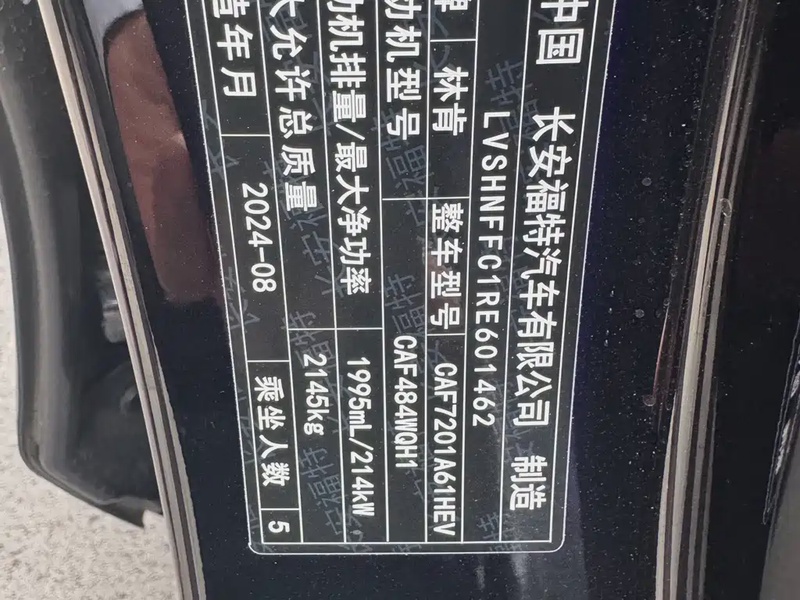 中国 长安福特汽车有限公司 制造
LVSHNFFC1RE601462
牌 林肯 整车型号 CAF7201A61HEV
动机型号 CAF484WQH1
动机排量/最大净功率 1995mL/214kW
大允许总质量 2145kg
造年月 2024-08 乘坐人数 5